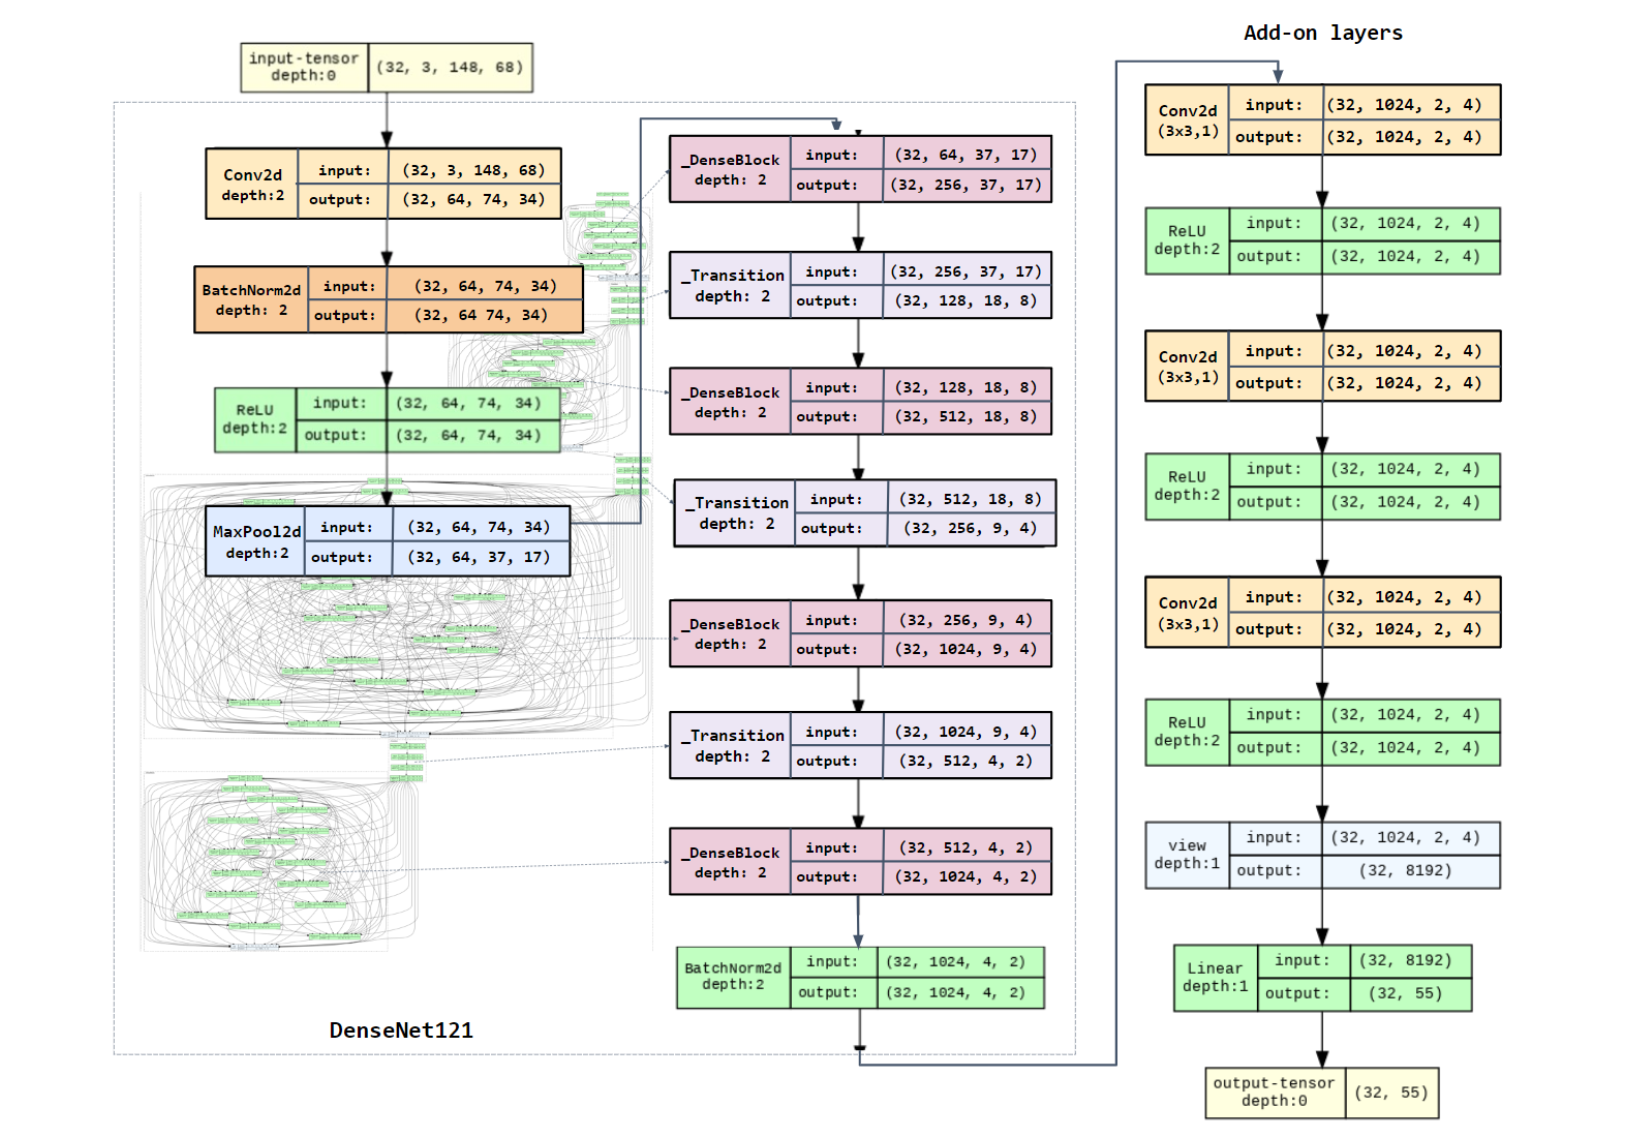 input-tensor
depth:0
(32, 3, 148, 68)
Conv2d
depth:2
input: (32, 3, 148, 68)
output: (32, 64, 74, 34)
BatchNorm2d
depth: 2
input: (32, 64, 74, 34)
output: (32, 64 74, 34)
ReLU
depth:2
input: (32, 64, 74, 34)
output: (32, 64, 74, 34)
MaxPool2d
depth:2
input: (32, 64, 74, 34)
output: (32, 64, 37, 17)
DenseNet121
_DenseBlock
depth: 2
input: (32, 64, 37, 17)
output: (32, 256, 37, 17)
_Transition
depth: 2
input: (32, 256, 37, 17)
output: (32, 128, 18, 8)
_DenseBlock
depth: 2
input: (32, 128, 18, 8)
output: (32, 512, 18, 8)
_Transition
depth: 2
input: (32, 512, 18, 8)
output: (32, 256, 9, 4)
_DenseBlock
depth: 2
input: (32, 256, 9, 4)
output: (32, 1024, 9, 4)
_Transition
depth: 2
input: (32, 1024, 9, 4)
output: (32, 512, 4, 2)
_DenseBlock
depth: 2
input: (32, 512, 4, 2)
output: (32, 1024, 4, 2)
BatchNorm2d
depth:2
input: (32, 1024, 4, 2)
output: (32, 1024, 4, 2)
Add-on layers
Conv2d
(3x3,1)
input: (32, 1024, 2, 4)
output: (32, 1024, 2, 4)
ReLU
depth:2
input: (32, 1024, 2, 4)
output: (32, 1024, 2, 4)
Conv2d
(3x3,1)
input: (32, 1024, 2, 4)
output: (32, 1024, 2, 4)
ReLU
depth:2
input: (32, 1024, 2, 4)
output: (32, 1024, 2, 4)
Conv2d
(3x3,1)
input: (32, 1024, 2, 4)
output: (32, 1024, 2, 4)
ReLU
depth:2
input: (32, 1024, 2, 4)
output: (32, 1024, 2, 4)
view
depth:1
input: (32, 1024, 2, 4)
output: (32, 8192)
Linear
depth:1
input: (32, 8192)
output: (32, 55)
output-tensor
depth:0
(32, 55)